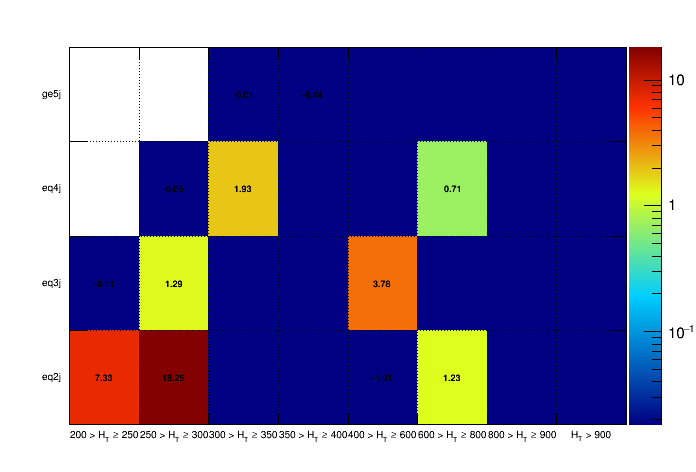 10
ge5j
eq4j 1.93 0.71
1
eq3j 1.29 3.78
10⁻¹
eq2j 7.33 18.25 1.23
200 > H_T ≥ 250 250 > H_T ≥ 300 300 > H_T ≥ 350 350 > H_T ≥ 400 400 > H_T ≥ 600 600 > H_T ≥ 800 800 > H_T ≥ 900 H_T > 900